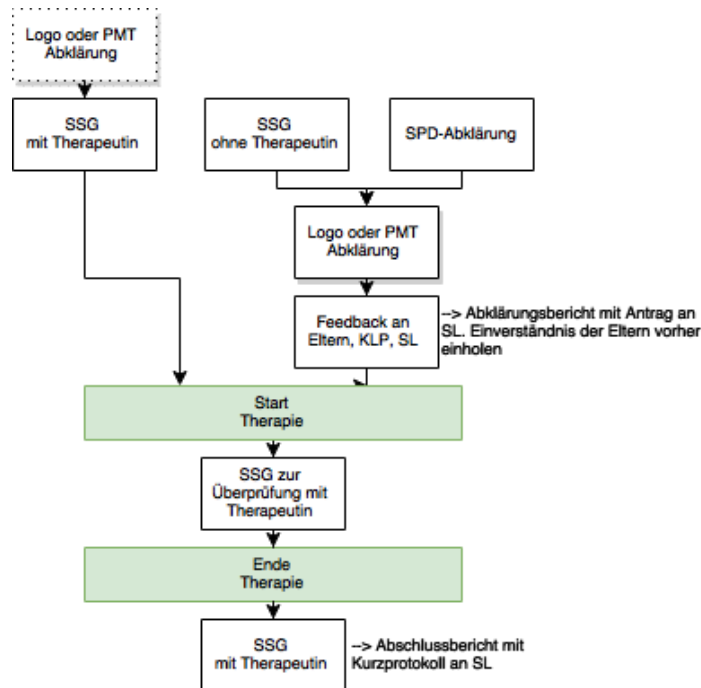 Logo oder PMT
Abklärung
SSG
mit Therapeutin
SSG
ohne Therapeutin
SPD-Abklärung
Logo oder PMT
Abklärung
Feedback an
Eltern, KLP, SL
--> Abklärungsbericht mit Antrag an
SL. Einverständnis der Eltern vorher
einholen
Start
Therapie
SSG zur
Überprüfung mit
Therapeutin
Ende
Therapie
SSG
mit Therapeutin
--> Abschlussbericht mit
Kurzprotokoll an SL